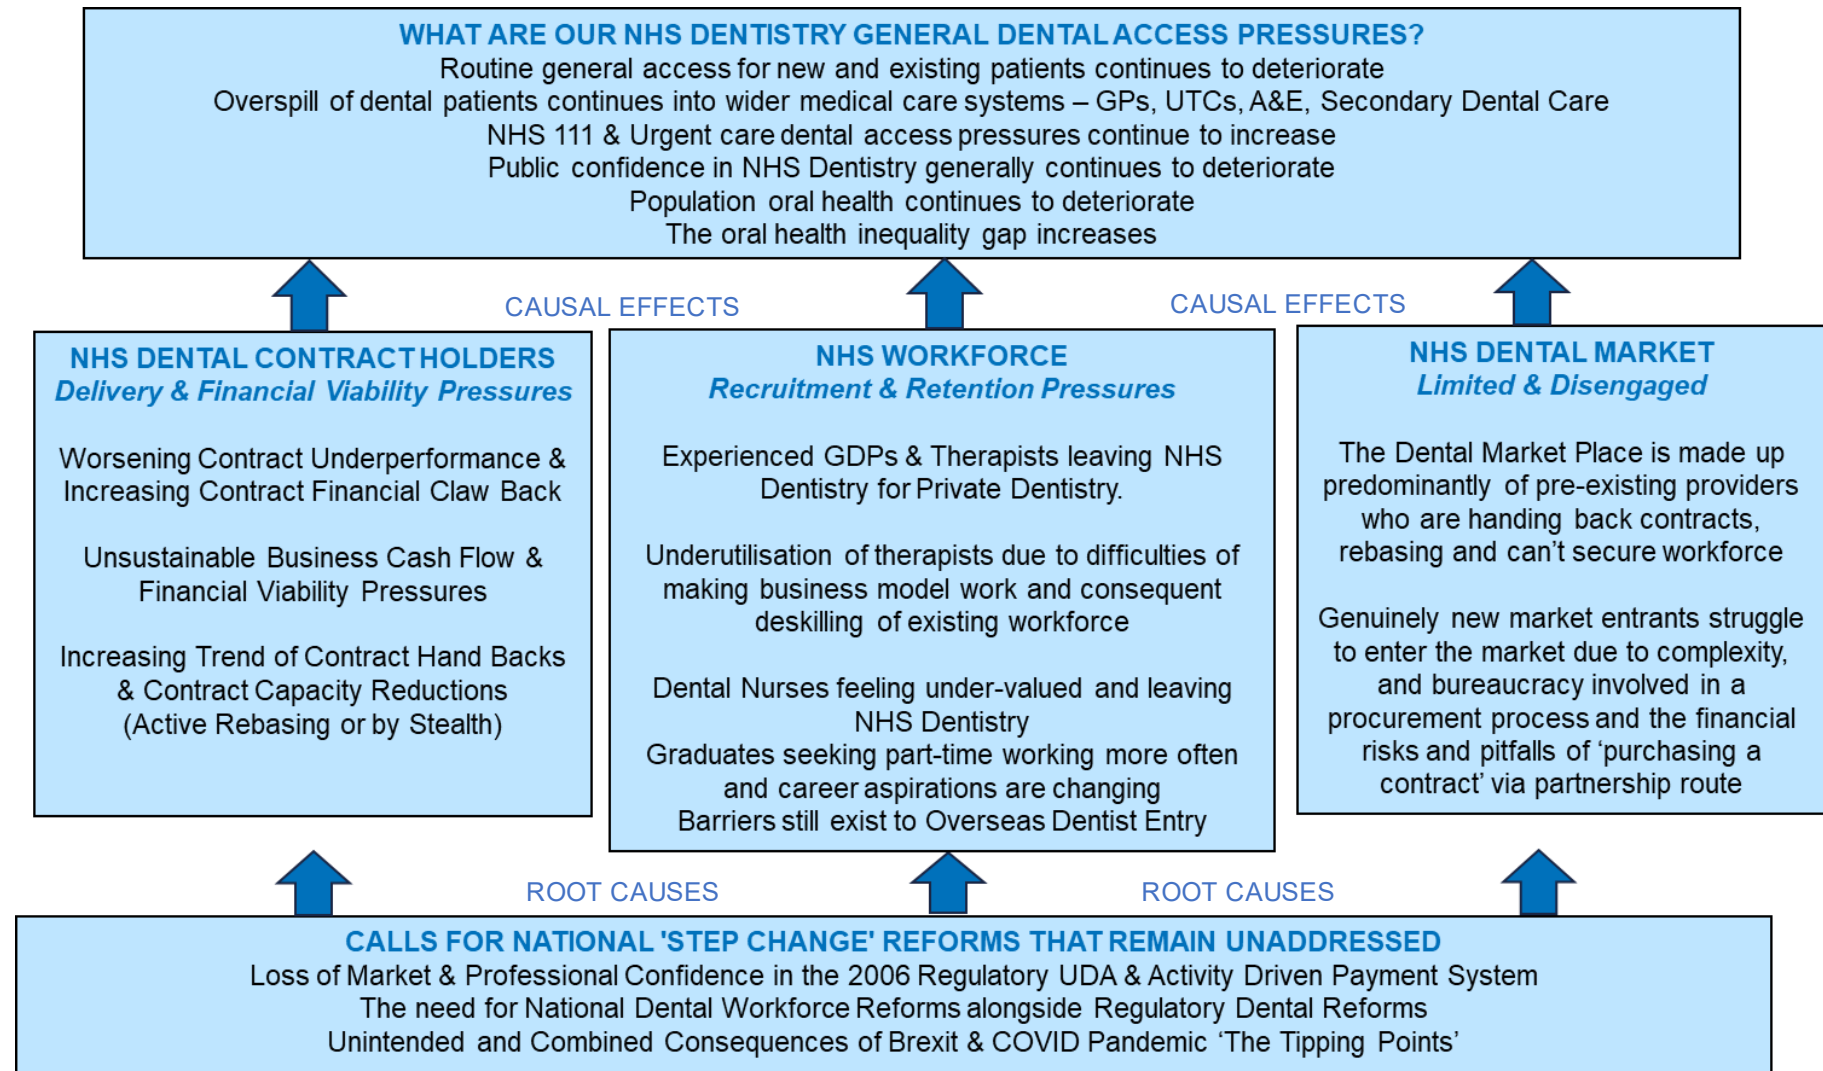 WHAT ARE OUR NHS DENTISTRY GENERAL DENTAL ACCESS PRESSURES?
Routine general access for new and existing patients continues to deteriorate
Overspill of dental patients continues into wider medical care systems – GPs, UTCs, A&E, Secondary Dental Care
NHS 111 & Urgent care dental access pressures continue to increase
Public confidence in NHS Dentistry generally continues to deteriorate
Population oral health continues to deteriorate
The oral health inequality gap increases
CAUSAL EFFECTS
CAUSAL EFFECTS
NHS DENTAL CONTRACT HOLDERS
Delivery & Financial Viability Pressures
Worsening Contract Underperformance &
Increasing Contract Financial Claw Back
Unsustainable Business Cash Flow &
Financial Viability Pressures
Increasing Trend of Contract Hand Backs
& Contract Capacity Reductions
(Active Rebasing or by Stealth)
NHS WORKFORCE
Recruitment & Retention Pressures
Experienced GDPs & Therapists leaving NHS
Dentistry for Private Dentistry.
Underutilisation of therapists due to difficulties of
making business model work and consequent
deskilling of existing workforce
Dental Nurses feeling under-valued and leaving
NHS Dentistry
Graduates seeking part-time working more often
and career aspirations are changing
Barriers still exist to Overseas Dentist Entry
NHS DENTAL MARKET
Limited & Disengaged
The Dental Market Place is made up
predominantly of pre-existing providers
who are handing back contracts,
rebasing and can’t secure workforce
Genuinely new market entrants struggle
to enter the market due to complexity,
and bureaucracy involved in a
procurement process and the financial
risks and pitfalls of ‘purchasing a
contract’ via partnership route
ROOT CAUSES
ROOT CAUSES
CALLS FOR NATIONAL 'STEP CHANGE' REFORMS THAT REMAIN UNADDRESSED
Loss of Market & Professional Confidence in the 2006 Regulatory UDA & Activity Driven Payment System
The need for National Dental Workforce Reforms alongside Regulatory Dental Reforms
Unintended and Combined Consequences of Brexit & COVID Pandemic ‘The Tipping Points’